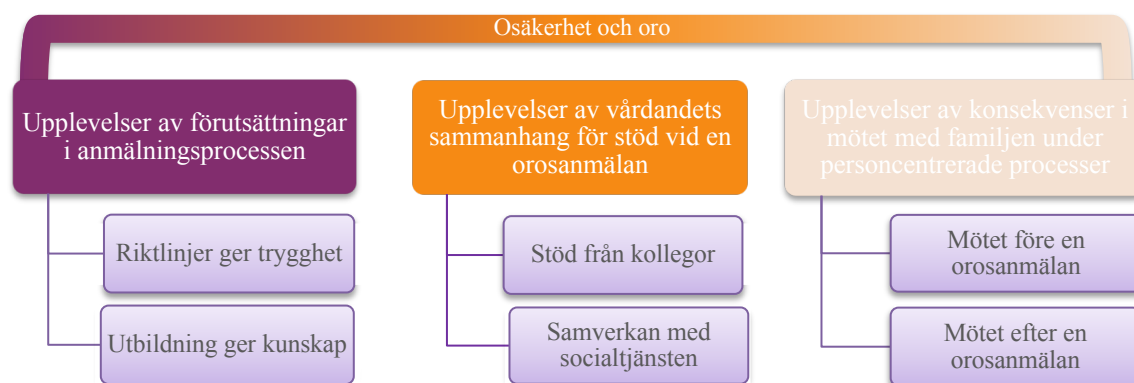 Osäkerhet och oro
Upplevelser av förutsättningar
i anmälningsprocessen
Riktlinjer ger trygghet
Utbildning ger kunskap
Upplevelser av vårdandets
sammanhang för stöd vid en
orosanmälan
Stöd från kollegor
Samverkan med
socialtjänsten
Upplevelser av konsekvenser i
mötet med familjen under
personcentrerade processer
Mötet före en
orosanmälan
Mötet efter en
orosanmälan